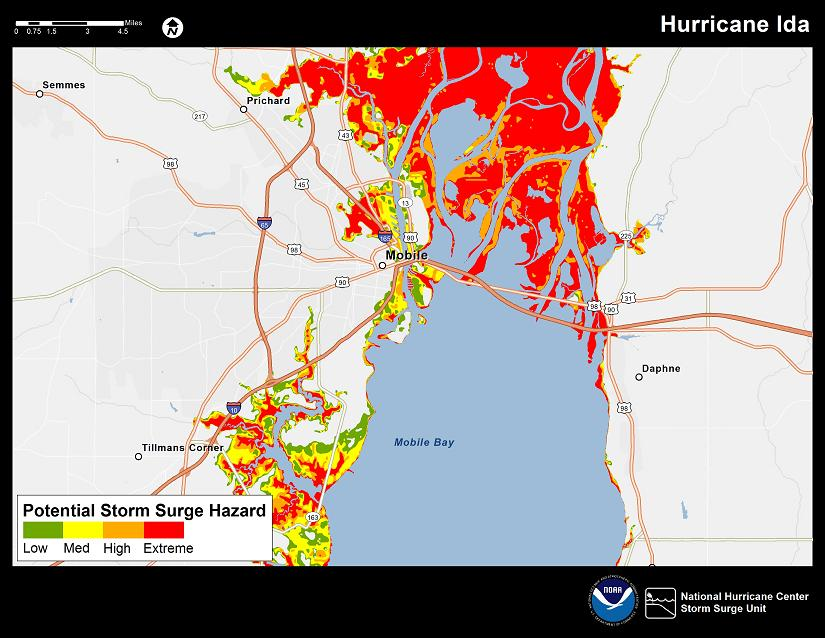 Miles
0 0.75 1.5 3 4.5
N
Hurricane Ida
Semmes
Prichard
217
43
98
45
13
65
225
165
90
98
Mobile
90
31
98
90
Daphne
10
98
Mobile Bay
Tillmans Corner
163
Potential Storm Surge Hazard
Low Med High Extreme
NOAA
National Hurricane Center
Storm Surge Unit